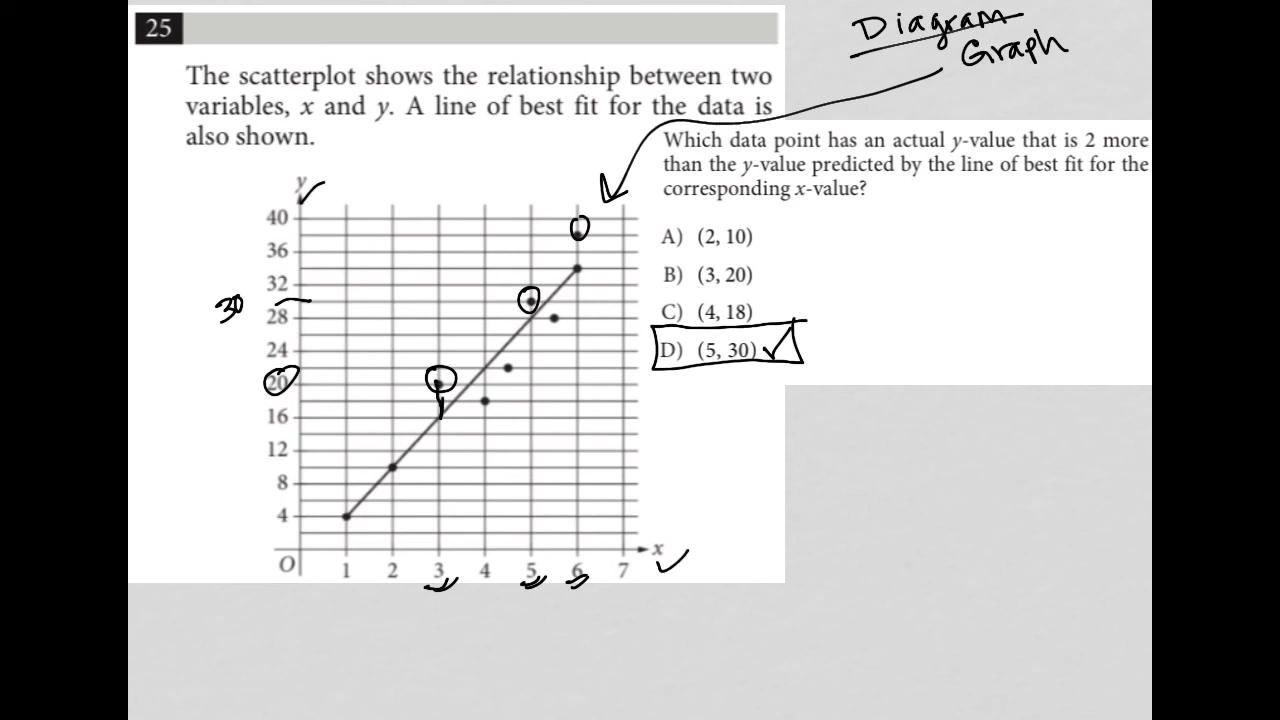 25
Diagram
Graph
The scatterplot shows the relationship between two
variables, x and y. A line of best fit for the data is
also shown.
Which data point has an actual y-value that is 2 more
than the y-value predicted by the line of best fit for the
corresponding x-value?
A) (2, 10)
B) (3, 20)
C) (4, 18)
D) (5, 30)
y
40
36
32
30
28
24
20
16
12
8
4
O 1 2 3 4 5 6 7 x